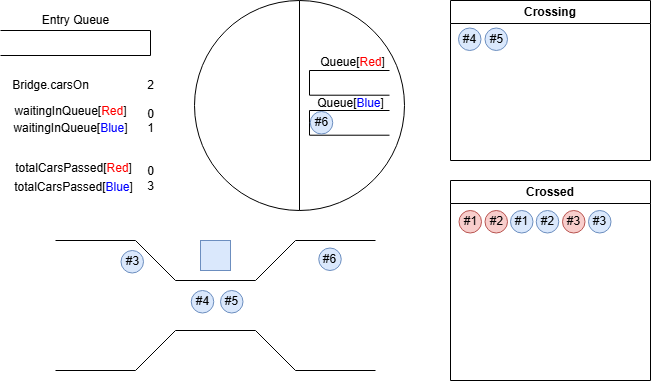 Entry Queue
Bridge.carsOn 2
waitingInQueue[Red] 0
waitingInQueue[Blue] 1
totalCarsPassed[Red] 0
totalCarsPassed[Blue] 3
Queue[Red]
Queue[Blue]
#6
Crossing
#4 #5
Crossed
#1 #2 #1 #2 #3 #3
#3 #6
#4 #5